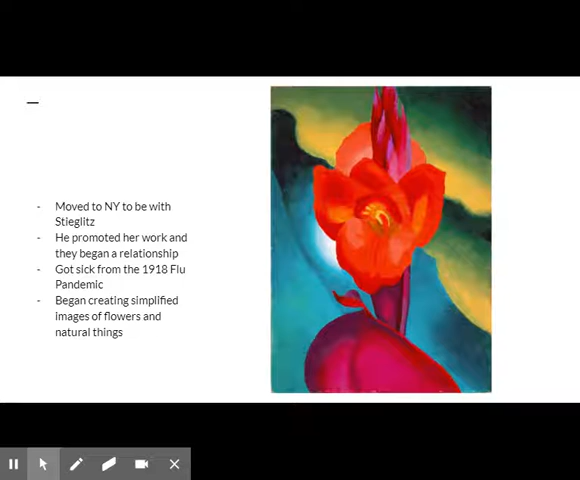 - Moved to NY to be with
Stieglitz
- He promoted her work and
they began a relationship
- Got sick from the 1918 Flu
Pandemic
- Began creating simplified
images of flowers and
natural things